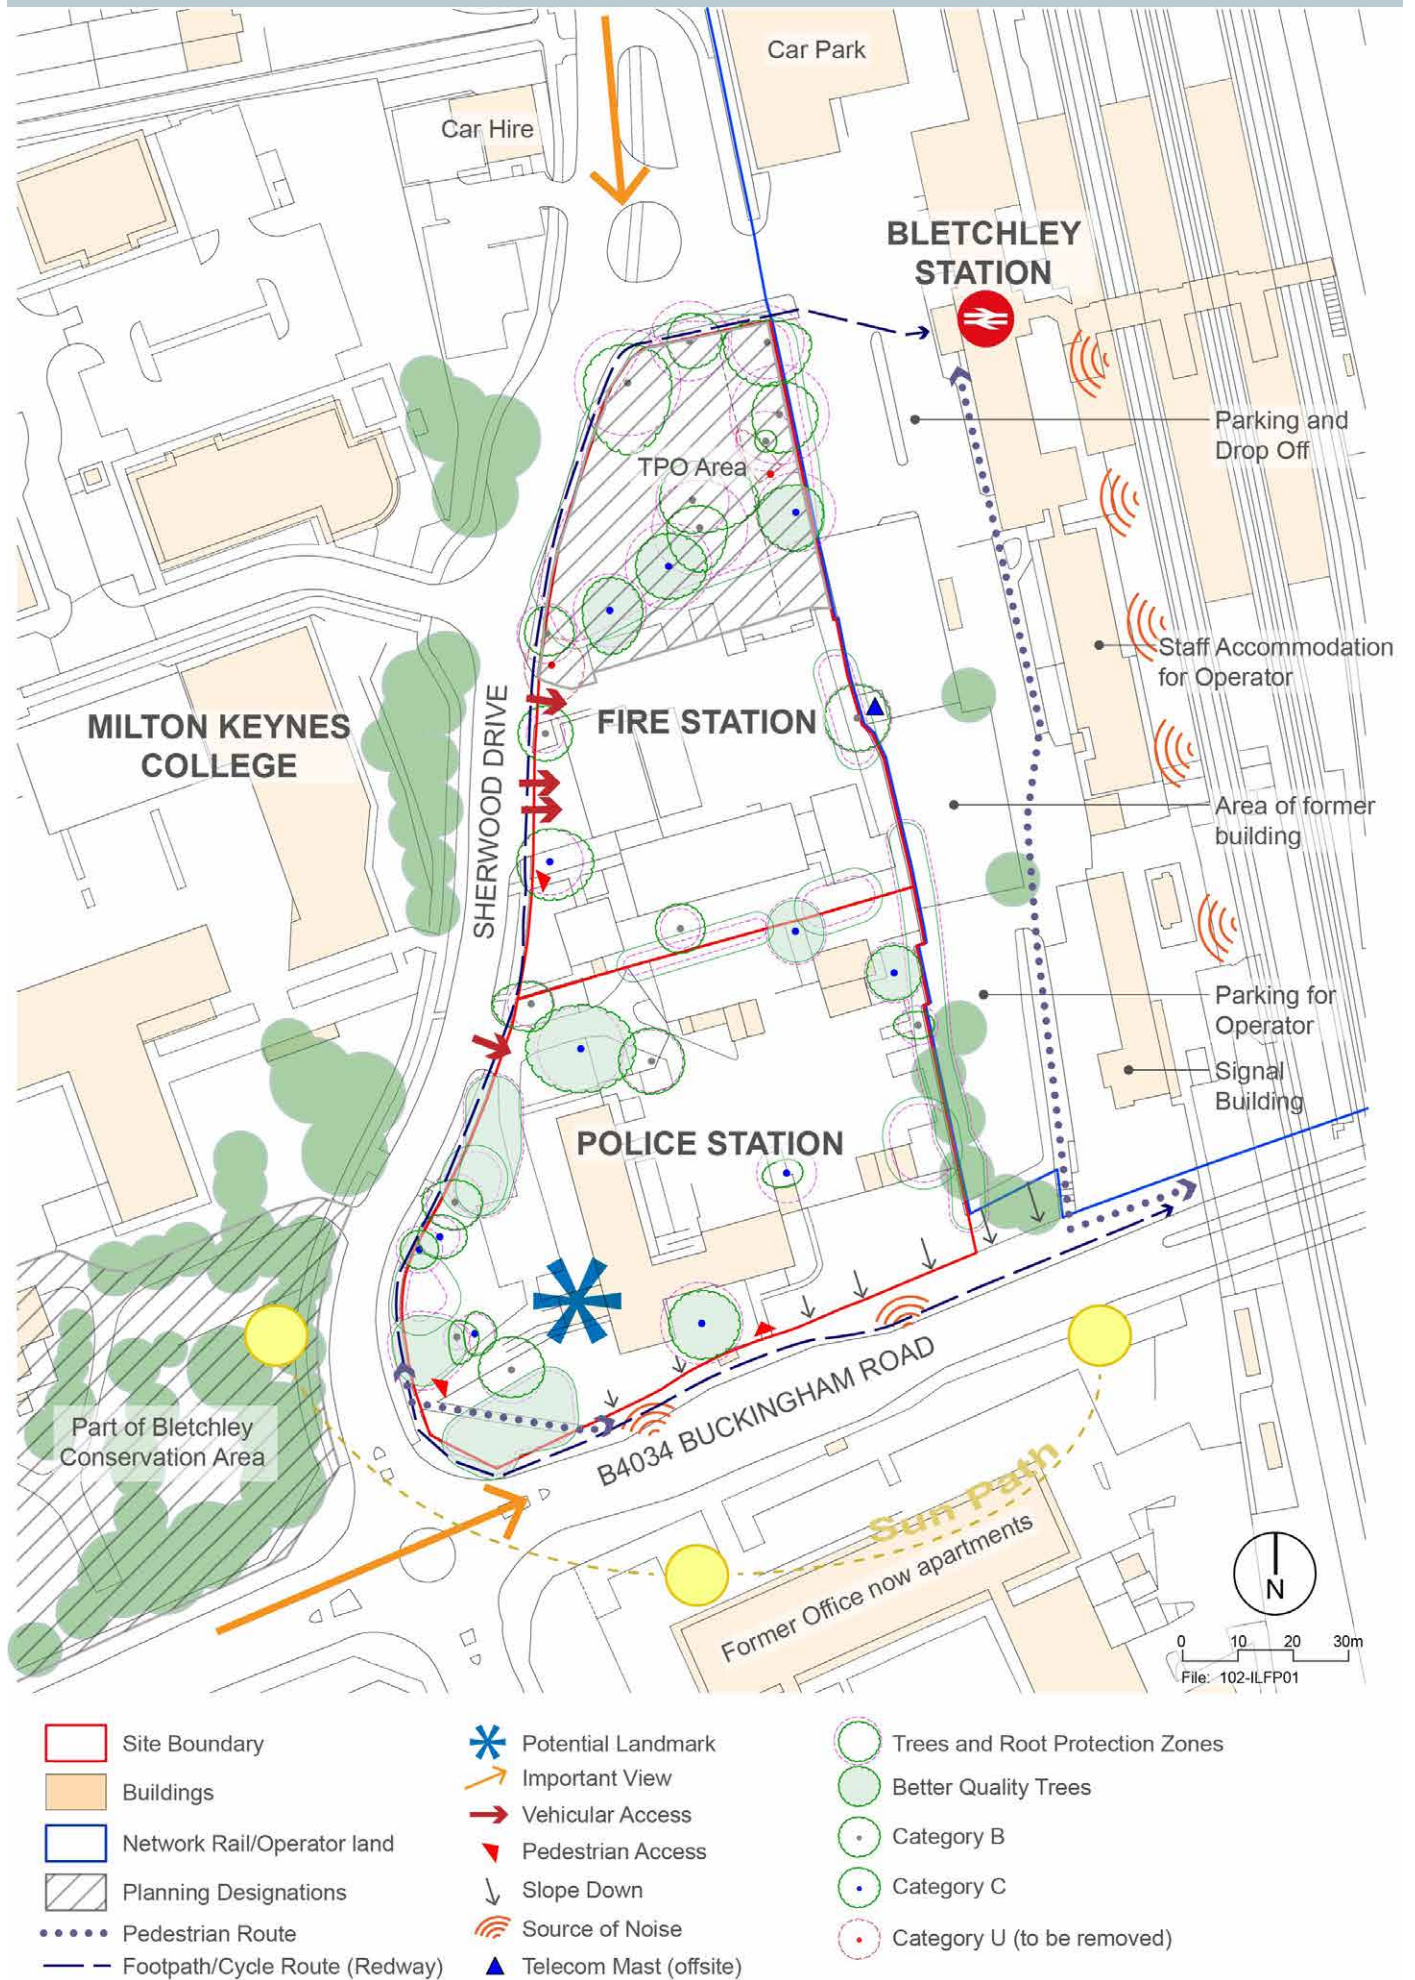 Car Park
Car Hire
BLETCHLEY
STATION
Parking and
Drop Off
TPO Area
Staff Accommodation
for Operator
MILTON KEYNES
COLLEGE
SHERWOOD DRIVE
FIRE STATION
Area of former
building
Parking for
Operator
Signal
Building
POLICE STATION
Part of Bletchley
Conservation Area
B4034 BUCKINGHAM ROAD
Sun Path
Former Office now apartments
N
0 10 20 30m
File: 102-ILFP01
Site Boundary
Buildings
Network Rail/Operator land
Planning Designations
Pedestrian Route
Footpath/Cycle Route (Redway)
Potential Landmark
Important View
Vehicular Access
Pedestrian Access
Slope Down
Source of Noise
Telecom Mast (offsite)
Trees and Root Protection Zones
Better Quality Trees
Category B
Category C
Category U (to be removed)